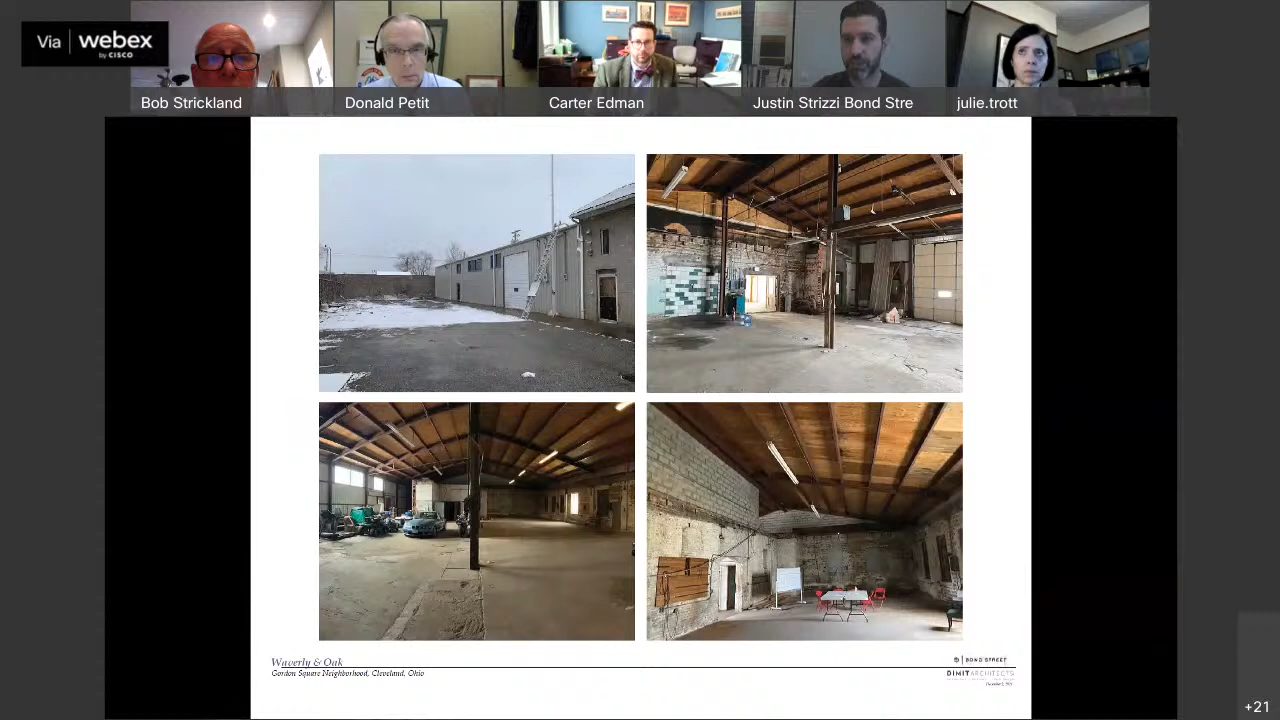 Via webex
by CISCO
Bob Strickland
Donald Petit
Carter Edman
Justin Strizzi Bond Stre
julie.trott
Waverly & Oak
Gordon Square Neighborhood, Cleveland, Ohio
BOND STREET
DIMIT ARCHITECTS
+21